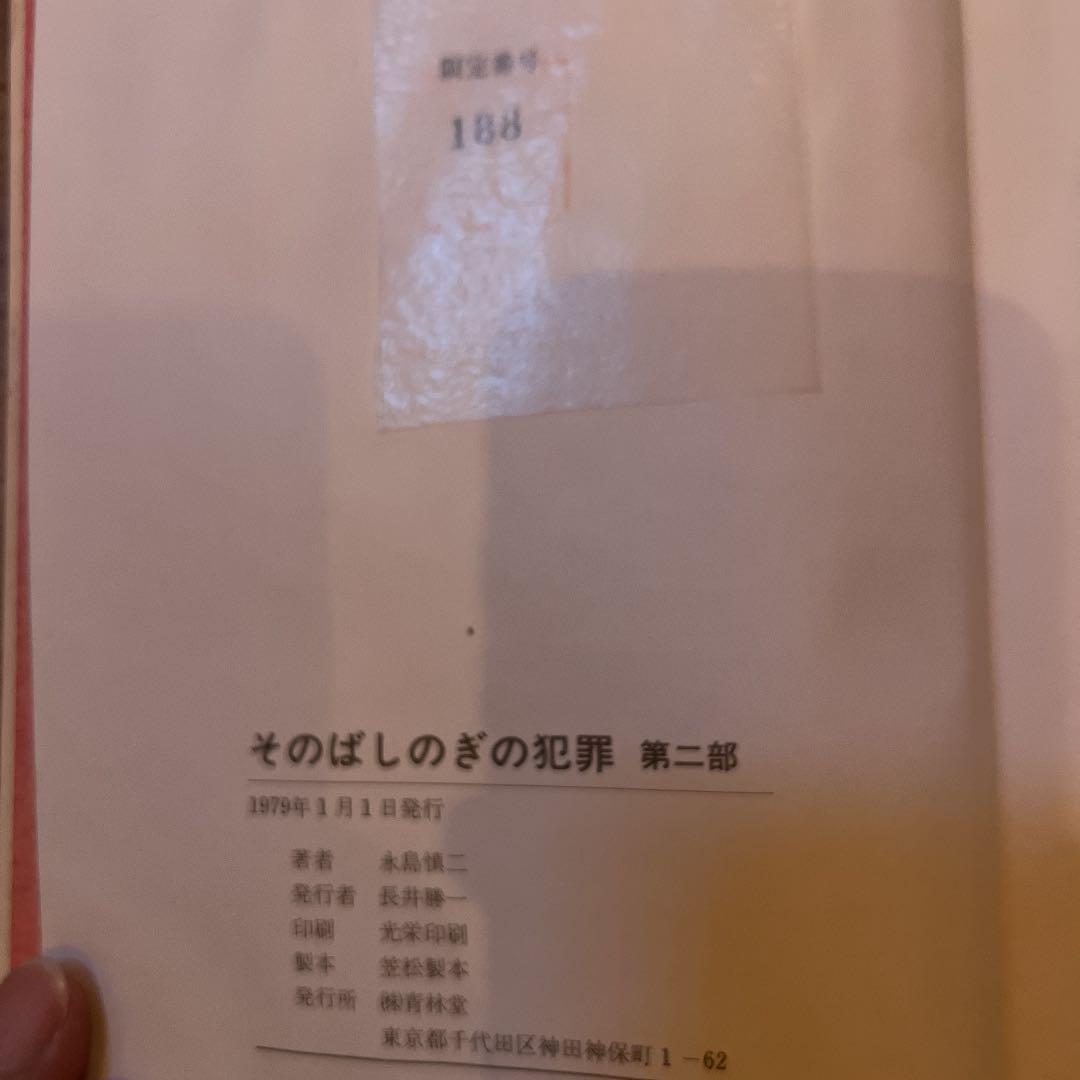 限定番号
188
そのばしのぎの犯罪 第二部
1979年1月1日発行
著者 永島慎二
発行者 長井勝一
印刷 光栄印刷
製本 笠松製本
発行所 ㈱青林堂
東京都千代田区神田神保町1－62